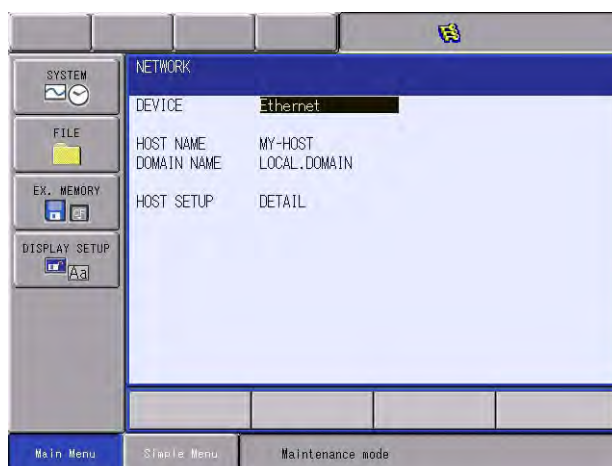 SYSTEM
FILE
EX. MEMORY
DISPLAY SETUP
Aa
NETWORK
DEVICE Ethernet
HOST NAME MY-HOST
DOMAIN NAME LOCAL.DOMAIN
HOST SETUP DETAIL
Main Menu Simple Menu Maintenance mode